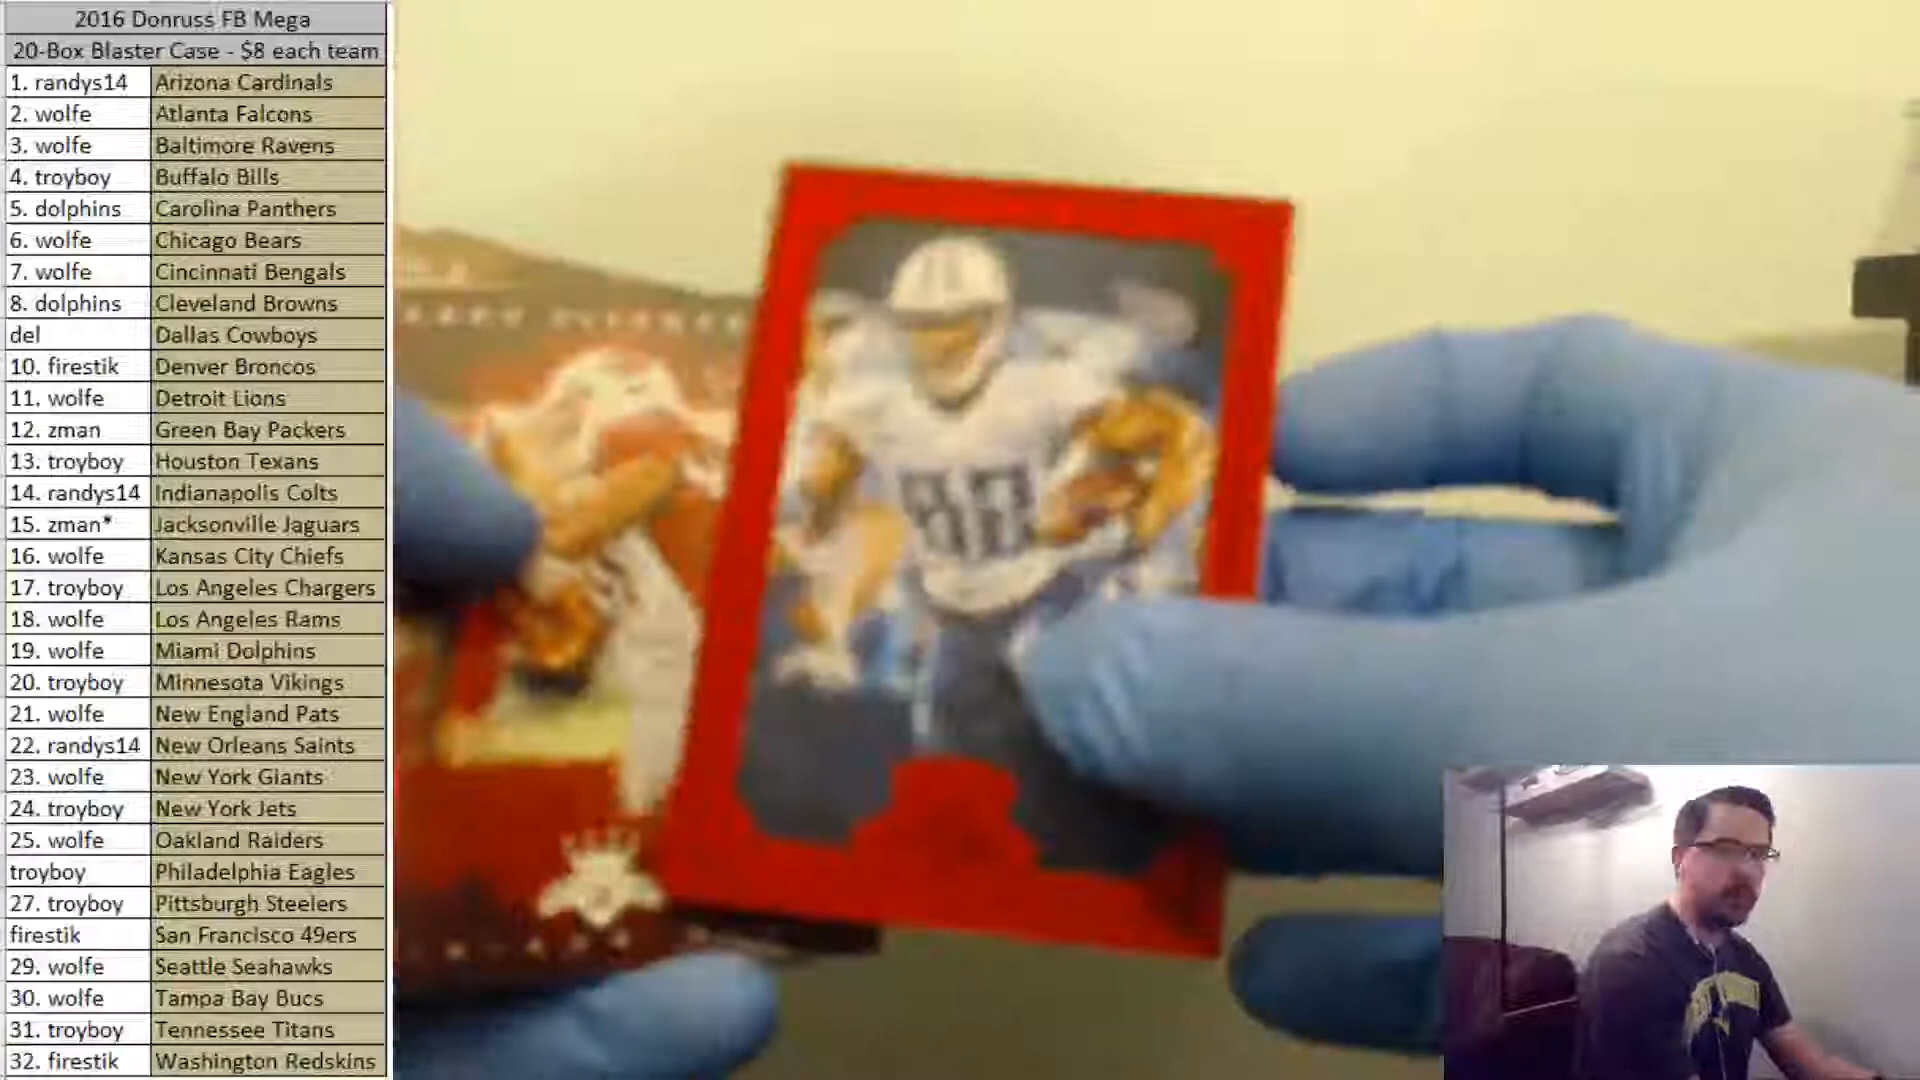 2016 Donruss FB Mega
20-Box Blaster Case - $8 each team
1. randys14 Arizona Cardinals
2. wolfe Atlanta Falcons
3. wolfe Baltimore Ravens
4. troyboy Buffalo Bills
5. dolphins Carolina Panthers
6. wolfe Chicago Bears
7. wolfe Cincinnati Bengals
8. dolphins Cleveland Browns
del Dallas Cowboys
10. firestik Denver Broncos
11. wolfe Detroit Lions
12. zman Green Bay Packers
13. troyboy Houston Texans
14. randys14 Indianapolis Colts
15. zman* Jacksonville Jaguars
16. wolfe Kansas City Chiefs
17. troyboy Los Angeles Chargers
18. wolfe Los Angeles Rams
19. wolfe Miami Dolphins
20. troyboy Minnesota Vikings
21. wolfe New England Pats
22. randys14 New Orleans Saints
23. wolfe New York Giants
24. troyboy New York Jets
25. wolfe Oakland Raiders
troyboy Philadelphia Eagles
27. troyboy Pittsburgh Steelers
firestik San Francisco 49ers
29. wolfe Seattle Seahawks
30. wolfe Tampa Bay Bucs
31. troyboy Tennessee Titans
32. firestik Washington Redskins
88